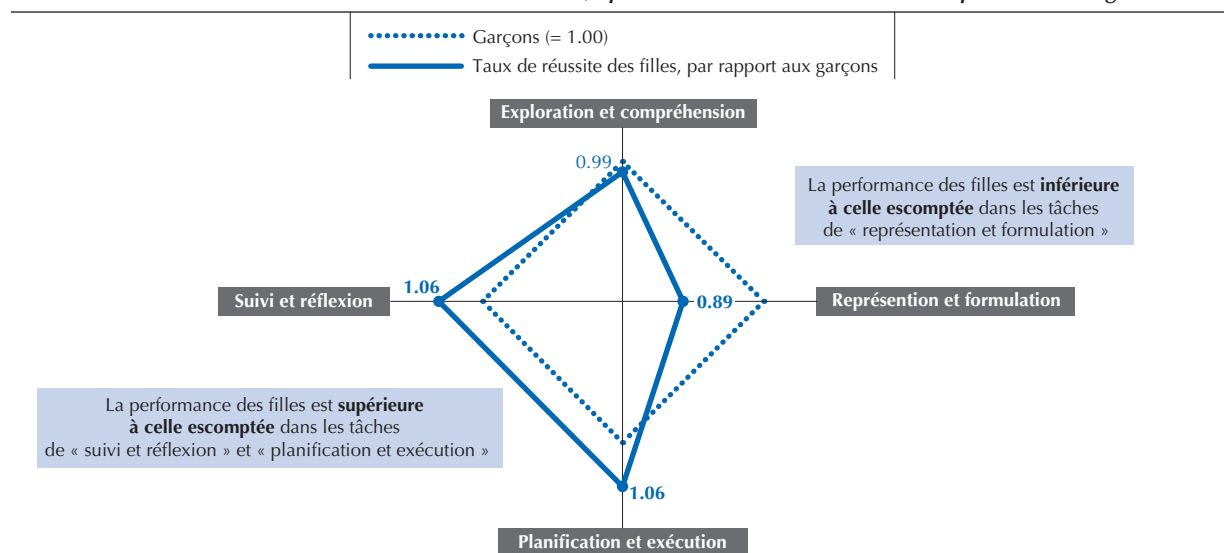 Garçons (= 1.00)
Taux de réussite des filles, par rapport aux garçons
Exploration et compréhension
0.99
La performance des filles est inférieure
à celle escomptée dans les tâches
de « représentation et formulation »
1.06
Suivi et réflexion
0.89
Représention et formulation
La performance des filles est supérieure
à celle escomptée dans les tâches
de « suivi et réflexion » et « planification et exécution »
1.06
Planification et exécution